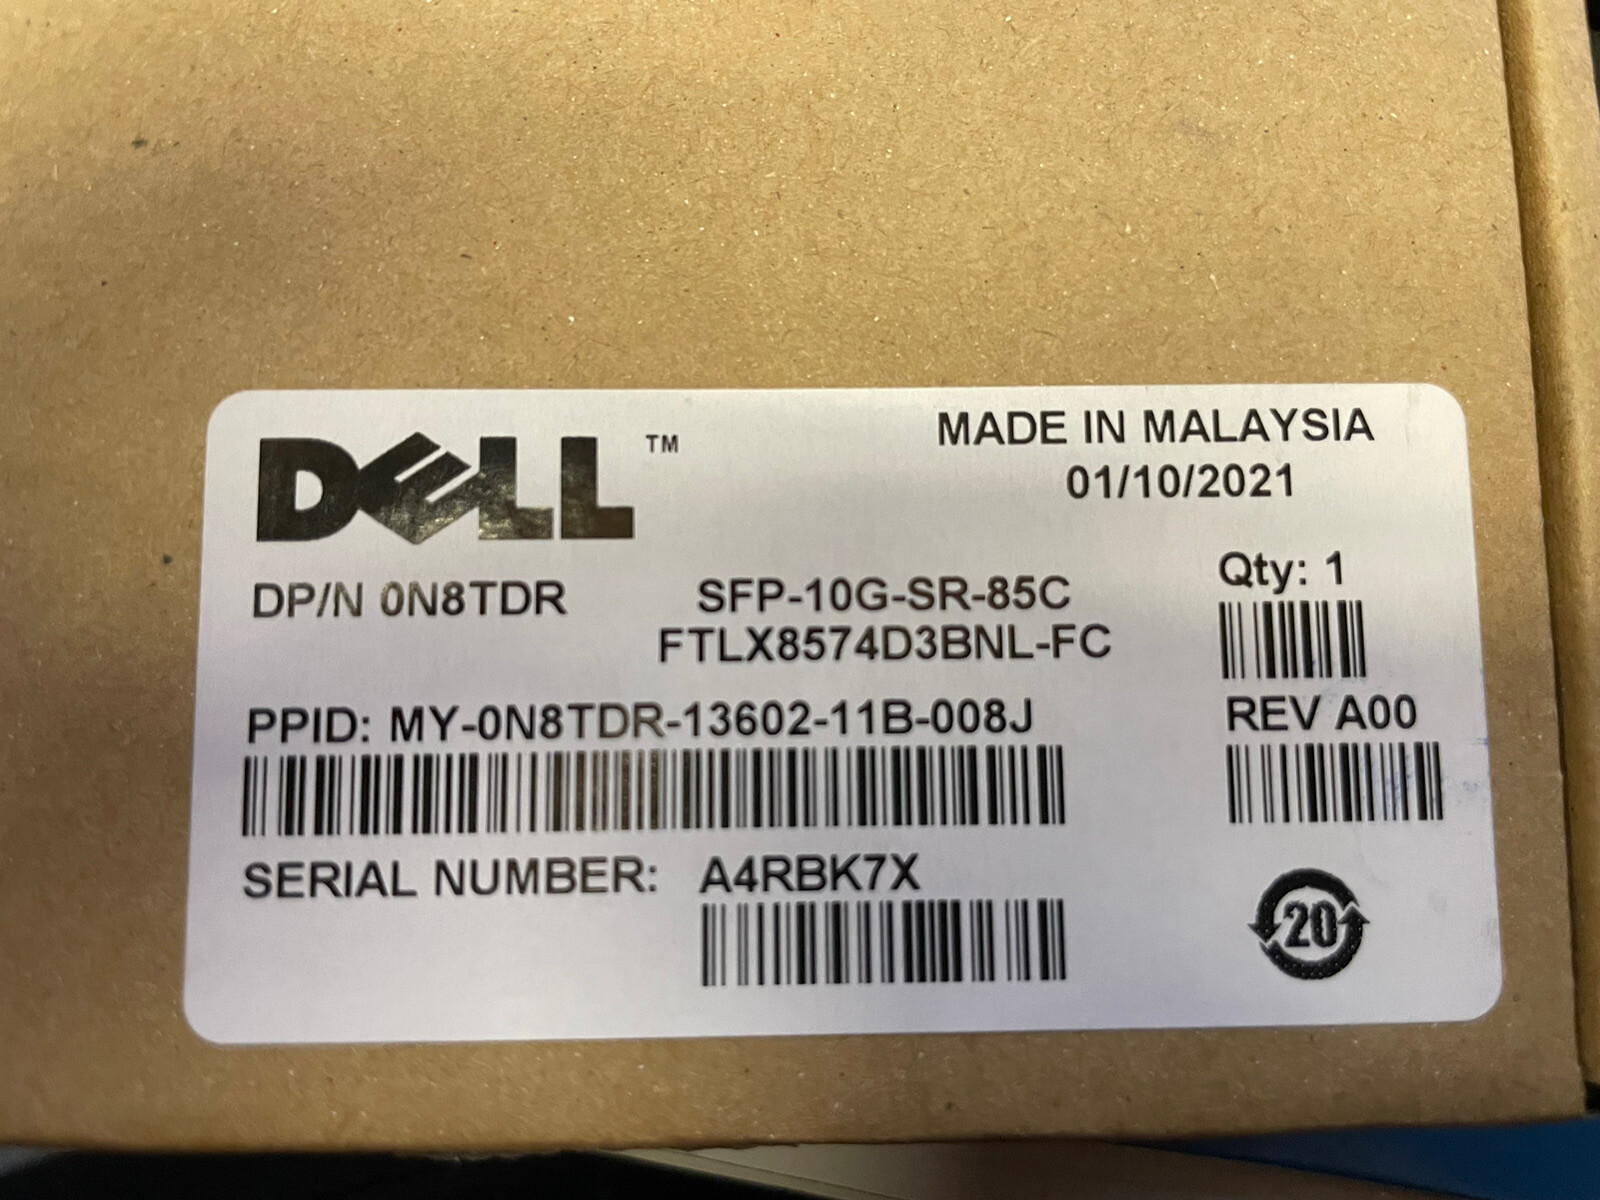 DELL™
MADE IN MALAYSIA
01/10/2021
DP/N 0N8TDR
SFP-10G-SR-85C
FTLX8574D3BNL-FC
Qty: 1
PPID: MY-0N8TDR-13602-11B-008J
REV A00
SERIAL NUMBER: A4RBK7X
20